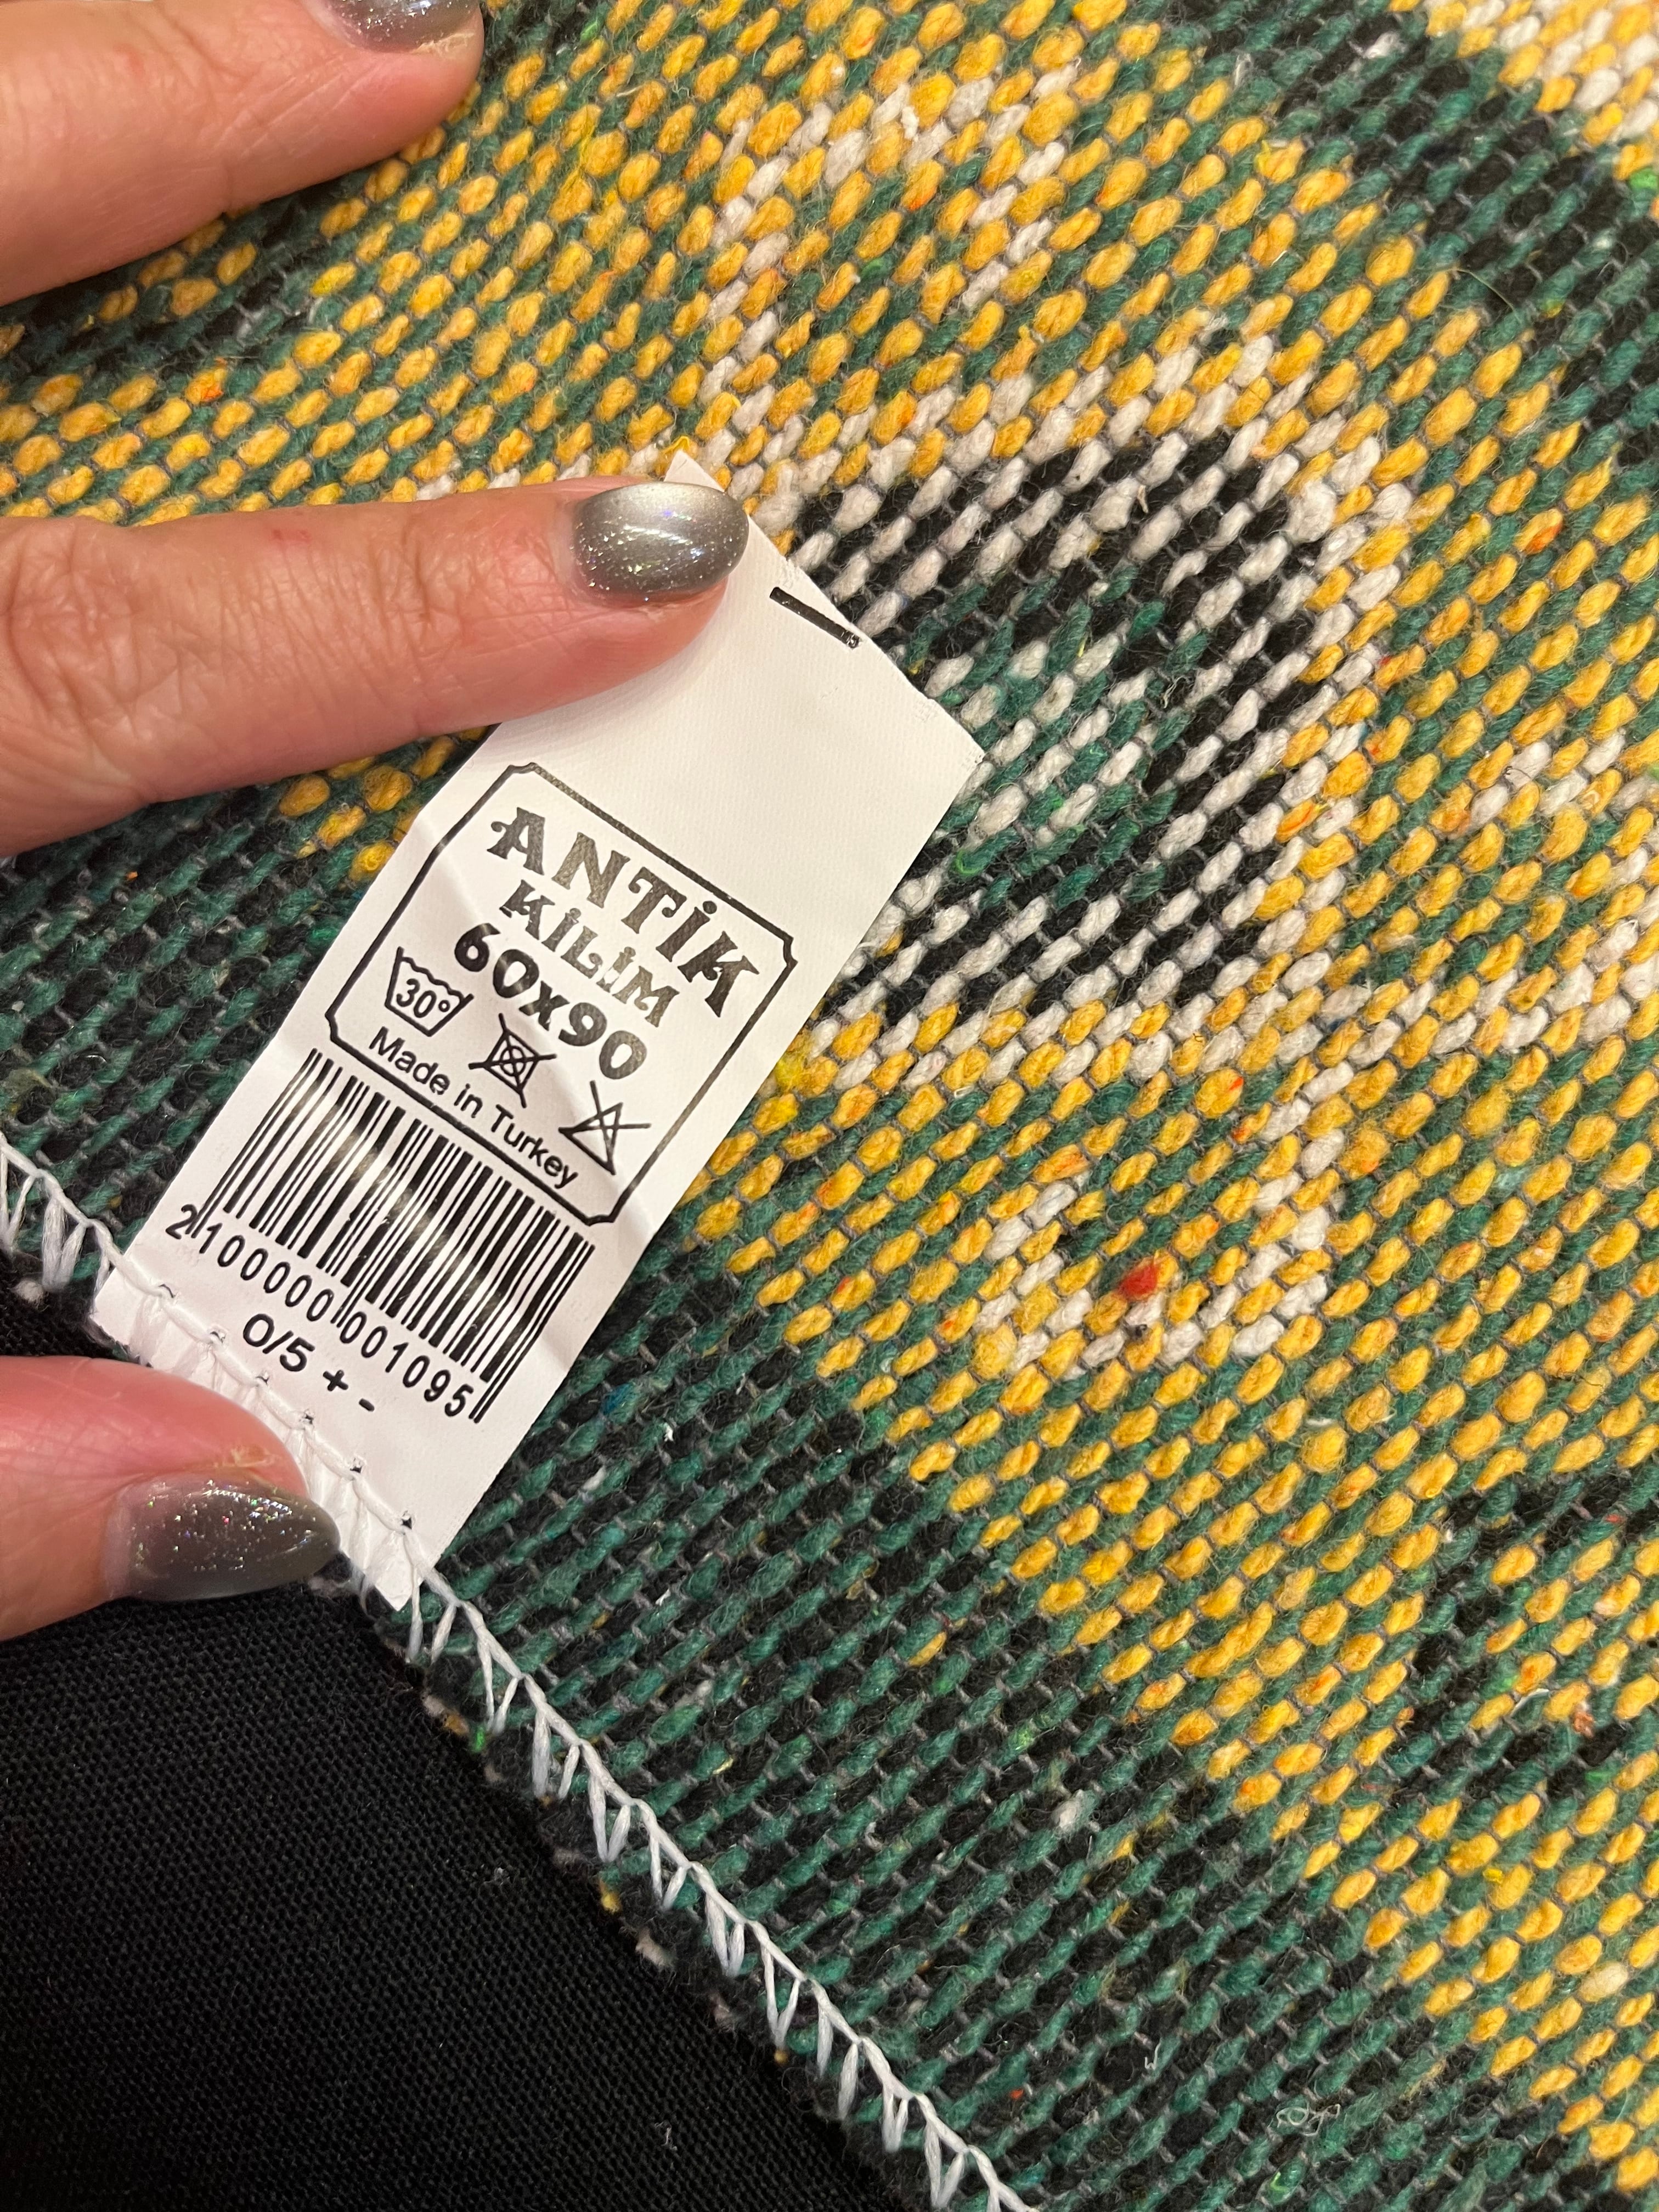 ANTİK
KİLİM
60x90
30°
Made in Turkey
2100000001095
0/5 + -